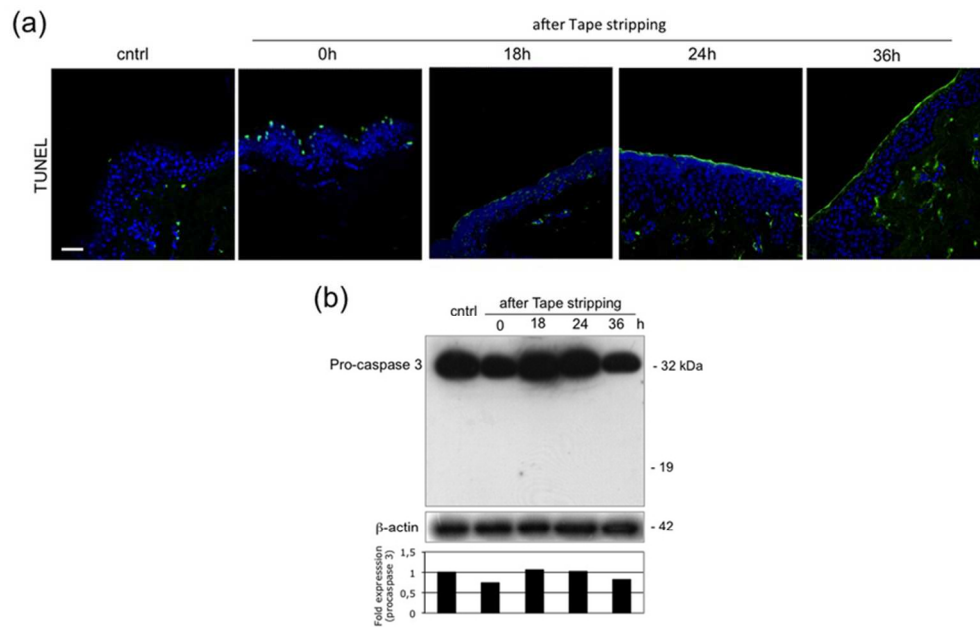 (a)
after Tape stripping
cntrl 0h 18h 24h 36h
TUNEL
(b)
cntrl after Tape stripping
0 18 24 36 h
Pro-caspase 3 - 32 kDa
- 19
β-actin - 42
Fold expresssion
(procaspase 3)
1,5
1
0,5
0